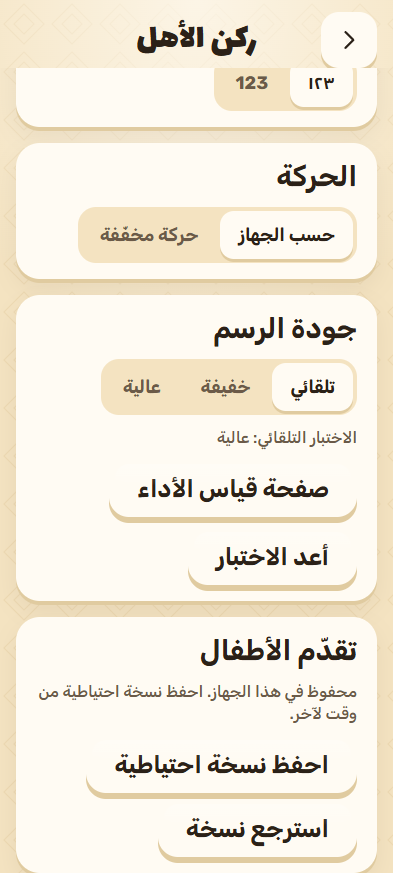 ركن الأهل
١٢٣
123
الحركة
حسب الجهاز
حركة مخفّفة
جودة الرسم
تلقائي
خفيفة
عالية
الاختبار التلقائي: عالية
صفحة قياس الأداء
أعد الاختبار
تقدّم الأطفال
محفوظ في هذا الجهاز. احفظ نسخة احتياطية من
وقت لآخر.
احفظ نسخة احتياطية
استرجع نسخة